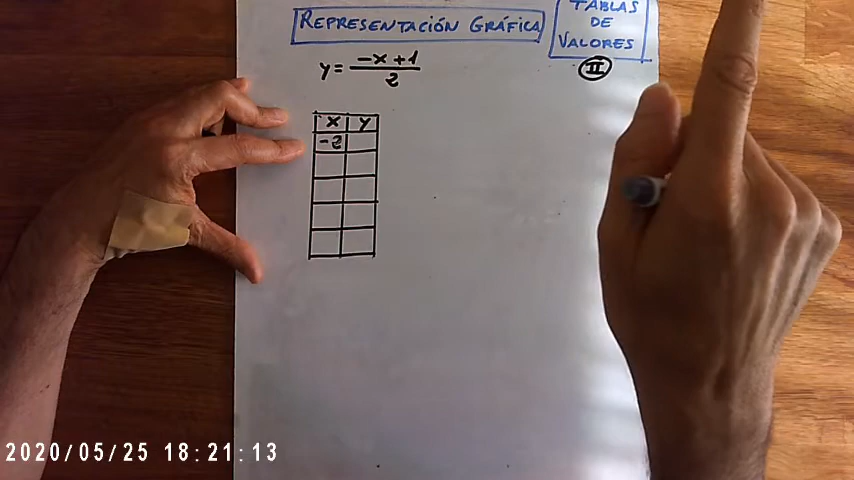 TABLAS
REPRESENTACIÓN GRÁFICA
DE
VALORES
II
y = -x + 1 / 2
x y
-2
2020/05/25 18:21:13